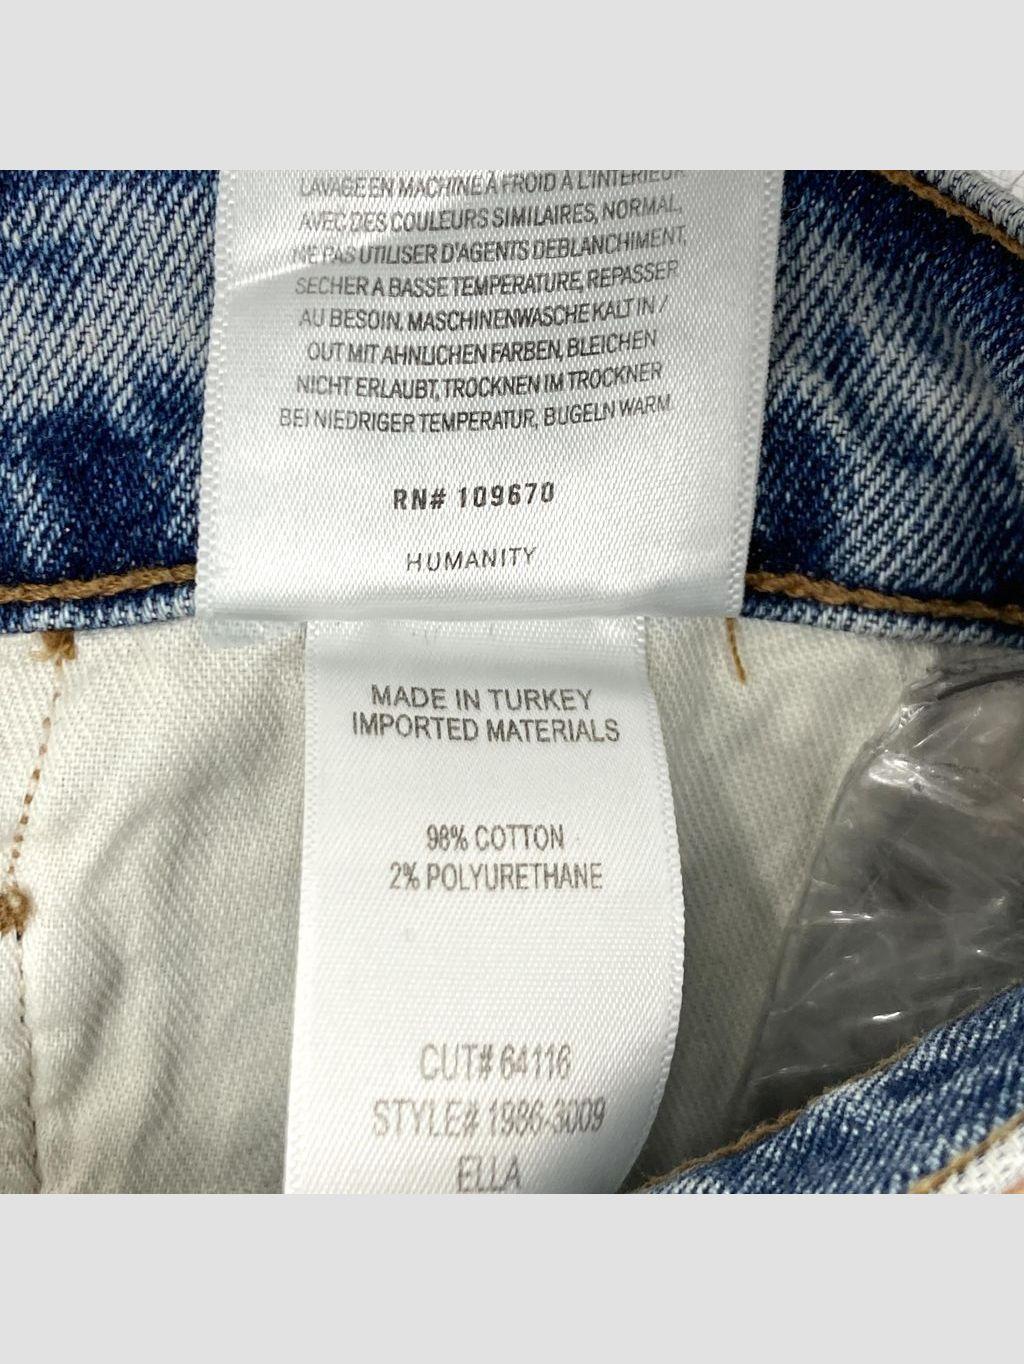 LAVAGE EN MACHINE À FROID À L'INTÉRIEUR
AVEC DES COULEURS SIMILAIRES, NORMAL,
NE PAS UTILISER D'AGENTS DEBLANCHIMENT,
SECHER A BASSE TEMPERATURE, REPASSER
AU BESOIN. MASCHINENWASCHE KALT IN /
OUT MIT AHNLICHEN FARBEN, BLEICHEN
NICHT ERLAUBT, TROCKNEN IM TROCKNER
BEI NIEDRIGER TEMPERATUR, BUGELN WARM.
RN# 109670
HUMANITY
MADE IN TURKEY
IMPORTED MATERIALS
98% COTTON
2% POLYURETHANE
CUT# 64116
STYLE# 1986-3009
ELLA